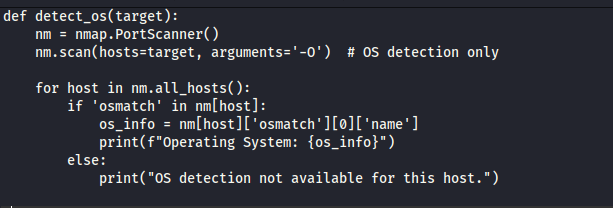 def detect_os(target):
    nm = nmap.PortScanner()
    nm.scan(hosts=target, arguments='-O')  # OS detection only

    for host in nm.all_hosts():
        if 'osmatch' in nm[host]:
            os_info = nm[host]['osmatch'][0]['name']
            print(f"Operating System: {os_info}")
        else:
            print("OS detection not available for this host.")